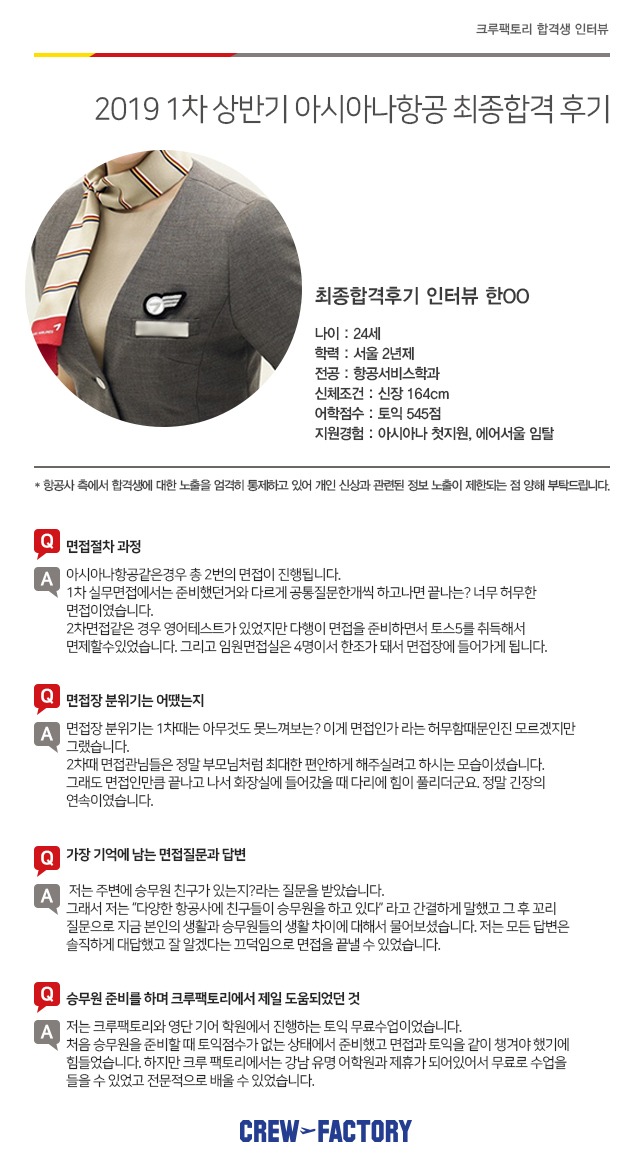 크루팩토리 합격생 인터뷰
2019 1차 상반기 아시아나항공 최종합격 후기
최종합격후기 인터뷰 한OO
나이 : 24세
학력 : 서울 2년제
전공 : 항공서비스학과
신체조건 : 신장 164cm
어학점수 : 토익 545점
지원경험 : 아시아나 첫지원, 에어서울 임탈
* 항공사 측에서 합격생에 대한 노출을 엄격히 통제하고 있어 개인 신상과 관련된 정보 노출이 제한되는 점 양해 부탁드립니다.
Q 면접절차 과정
A 아시아나항공같은경우 총 2번의 면접이 진행됩니다.
1차 실무면접에서는 준비했던거와 다르게 공통질문한개씩 하고나면 끝나는? 너무 허무한
면접이였습니다.
2차면접같은 경우 영어테스트가 있었지만 다행이 면접을 준비하면서 토스5를 취득해서
면제할수있었습니다. 그리고 임원면접실은 4명이서 한조가 돼서 면접장에 들어가게 됩니다.
Q 면접장 분위기는 어땠는지
A 면접장 분위기는 1차때는 아무것도 못느껴보는? 이게 면접인가 라는 허무함때문인진 모르겠지만
그랬습니다.
2차때 면접관님들은 정말 부모님처럼 최대한 편안하게 해주실려고 하시는 모습이셨습니다.
그래도 면접인만큼 끝나고 나서 화장실에 들어갔을 때 다리에 힘이 풀리더군요. 정말 긴장의
연속이였습니다.
Q 가장 기억에 남는 면접질문과 답변
A 저는 주변에 승무원 친구가 있는지?라는 질문을 받았습니다.
그래서 저는 "다양한 항공사에 친구들이 승무원을 하고 있다" 라고 간결하게 말했고 그 후 꼬리
질문으로 지금 본인의 생활과 승무원들의 생활 차이에 대해서 물어보셨습니다. 저는 모든 답변은
솔직하게 대답했고 잘 알겠다는 끄덕임으로 면접을 끝낼 수 있었습니다.
Q 승무원 준비를 하며 크루팩토리에서 제일 도움되었던 것
A 저는 크루팩토리와 영단 기어 학원에서 진행하는 토익 무료수업이었습니다.
처음 승무원을 준비할 때 토익점수가 없는 상태에서 준비했고 면접과 토익을 같이 챙겨야 했기에
힘들었습니다. 하지만 크루 팩토리에서는 강남 유명 어학원과 제휴가 되어있어서 무료로 수업을
들을 수 있었고 전문적으로 배울 수 있었습니다.
CREW FACTORY